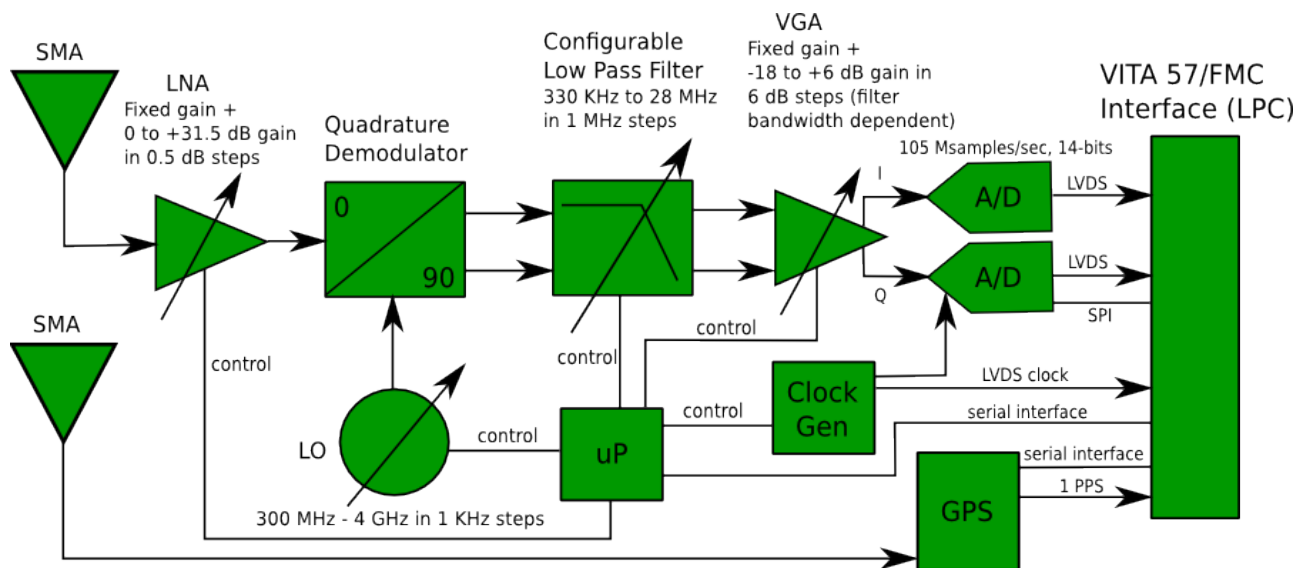 SMA
LNA
Fixed gain +
0 to +31.5 dB gain
in 0.5 dB steps
Quadrature
Demodulator
Configurable
Low Pass Filter
330 KHz to 28 MHz
in 1 MHz steps
VGA
Fixed gain +
-18 to +6 dB gain in
6 dB steps (filter
bandwidth dependent)
VITA 57/FMC
Interface (LPC)
105 Msamples/sec, 14-bits
I
A/D
LVDS
0
90
Q
A/D
LVDS
SPI
SMA
control
control
control
LO
control
uP
control
Clock
Gen
LVDS clock
serial interface
300 MHz - 4 GHz in 1 KHz steps
GPS
serial interface
1 PPS